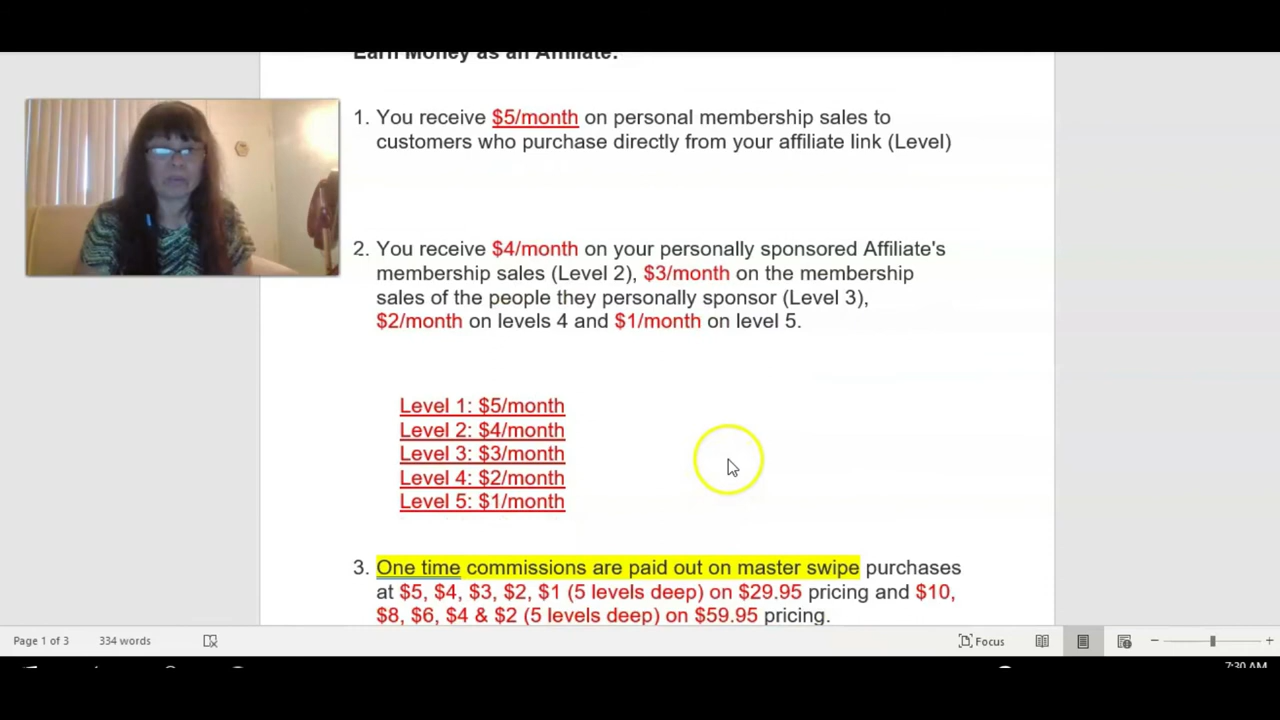 Earn Money as an Affiliate:
1. You receive $5/month on personal membership sales to
customers who purchase directly from your affiliate link (Level)
2. You receive $4/month on your personally sponsored Affiliate's
membership sales (Level 2), $3/month on the membership
sales of the people they personally sponsor (Level 3),
$2/month on levels 4 and $1/month on level 5.
Level 1: $5/month
Level 2: $4/month
Level 3: $3/month
Level 4: $2/month
Level 5: $1/month
3. One time commissions are paid out on master swipe purchases
at $5, $4, $3, $2, $1 (5 levels deep) on $29.95 pricing and $10,
$8, $6, $4 & $2 (5 levels deep) on $59.95 pricing.
Page 1 of 3 334 words Focus
7:30 AM